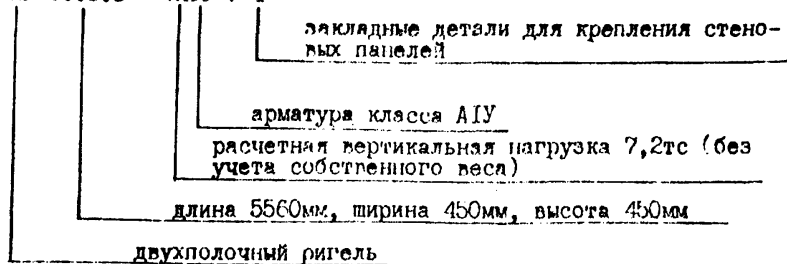 закладные детали для крепления стено-
вых панелей
арматура класса АIУ
расчетная вертикальная нагрузка 7,2тс (без
учета собственного веса)
длина 5560мм, ширина 450мм, высота 450мм
двухполочный ригель